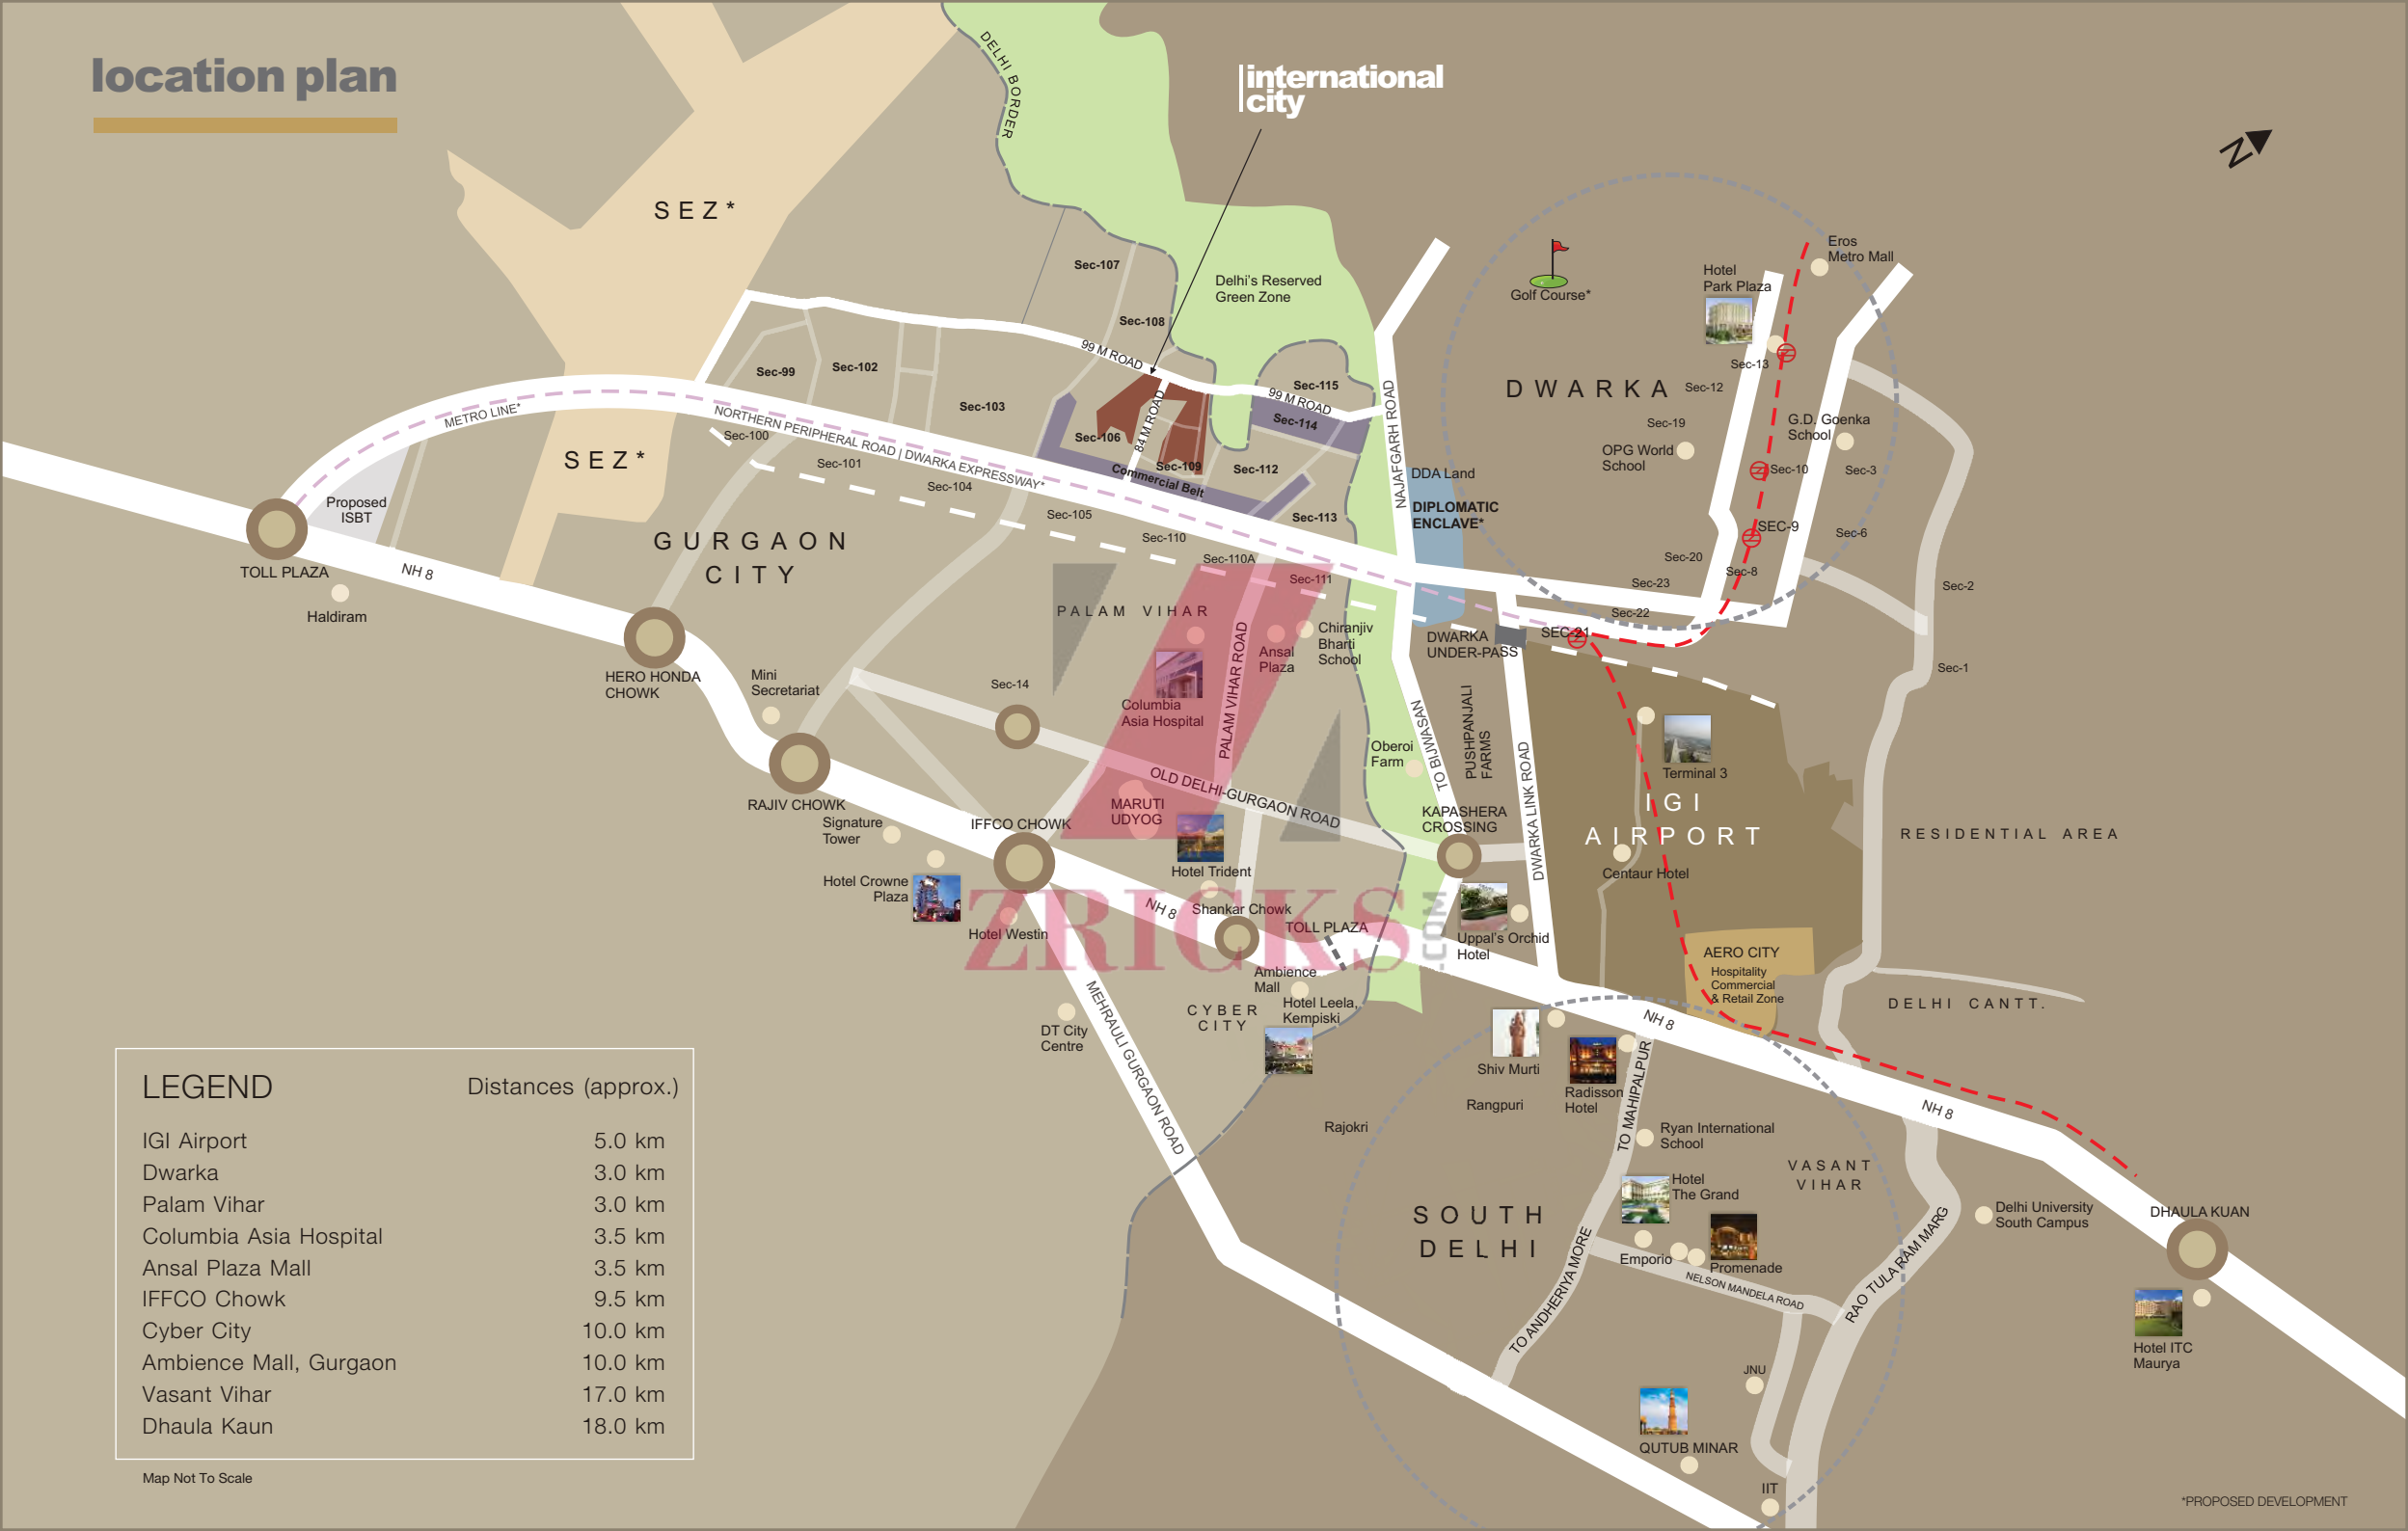 location plan
international
city
N
DELHI BORDER
SEZ*
Sec-107
Delhi's Reserved
Green Zone
Sec-108
99 M ROAD
Golf Course*
Hotel
Park Plaza
Eros
Metro Mall
Sec-13
Sec-12
DWARKA
Sec-99
Sec-102
Sec-103
Sec-115
99 M ROAD
Sec-114
84 M ROAD
Sec-106
Sec-109
Sec-112
Sec-113
Commercial Belt
NAJAFGARH ROAD
METRO LINE*
NORTHERN PERIPHERAL ROAD | DWARKA EXPRESSWAY*
Sec-100
Sec-101
Sec-104
Sec-105
Sec-110
Sec-110A
Sec-111
SEZ*
Proposed
ISBT
DDA Land
DIPLOMATIC
ENCLAVE*
Sec-19
OPG World
School
G.D. Goenka
School
Sec-10
Sec-3
SEC-9
Sec-6
Sec-20
Sec-8
Sec-23
Sec-22
Sec-2
Sec-1
SEC-21
DWARKA
UNDER-PASS
TOLL PLAZA
Haldiram
NH 8
GURGAON
CITY
HERO HONDA
CHOWK
Mini
Secretariat
RAJIV CHOWK
Signature
Tower
Hotel Crowne
Plaza
IFFCO CHOWK
Hotel Westin
Sec-14
PALAM VIHAR
Columbia
Asia Hospital
PALAM VIHAR ROAD
Ansal
Plaza
Chiranjiv
Bharti
School
OLD DELHI-GURGAON ROAD
MARUTI
UDYOG
Hotel Trident
Shankar Chowk
NH 8
TOLL PLAZA
ZRICKS
.COM
Oberoi
Farm
TO BIJWASAN
PUSHPANJALI
FARMS
DWARKA LINK ROAD
KAPASHERA
CROSSING
Uppal's Orchid
Hotel
Terminal 3
IGI
AIRPORT
Centaur Hotel
AERO CITY
Hospitality
Commercial
& Retail Zone
RESIDENTIAL AREA
DELHI CANTT.
Ambience
Mall
Hotel Leela,
Kempiski
CYBER
CITY
DT City
Centre
MEHRAULI GURGAON ROAD
Shiv Murti
Radisson
Hotel
Rangpuri
Rajokri
NH 8
NH 8
TO MAHIPALPUR
Ryan International
School
VASANT
VIHAR
Hotel
The Grand
Emporio
Promenade
NELSON MANDELA ROAD
SOUTH
DELHI
TO ANDHERIYA MORE
RAO TULA RAM MARG
Delhi University
South Campus
DHAULA KUAN
Hotel ITC
Maurya
JNU
QUTUB MINAR
IIT
LEGEND Distances (approx.)
IGI Airport 5.0 km
Dwarka 3.0 km
Palam Vihar 3.0 km
Columbia Asia Hospital 3.5 km
Ansal Plaza Mall 3.5 km
IFFCO Chowk 9.5 km
Cyber City 10.0 km
Ambience Mall, Gurgaon 10.0 km
Vasant Vihar 17.0 km
Dhaula Kaun 18.0 km
Map Not To Scale
*PROPOSED DEVELOPMENT